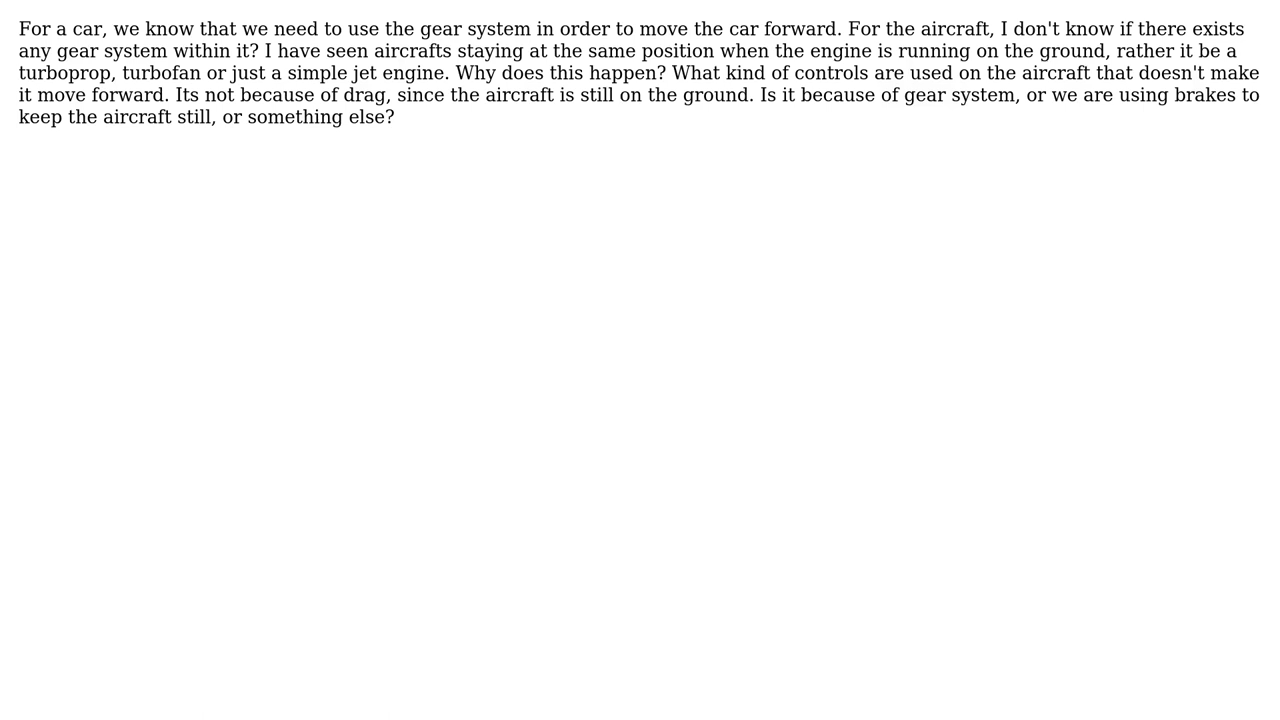 For a car, we know that we need to use the gear system in order to move the car forward. For the aircraft, I don't know if there exists
any gear system within it? I have seen aircrafts staying at the same position when the engine is running on the ground, rather it be a
turboprop, turbofan or just a simple jet engine. Why does this happen? What kind of controls are used on the aircraft that doesn't make
it move forward. Its not because of drag, since the aircraft is still on the ground. Is it because of gear system, or we are using brakes to
keep the aircraft still, or something else?